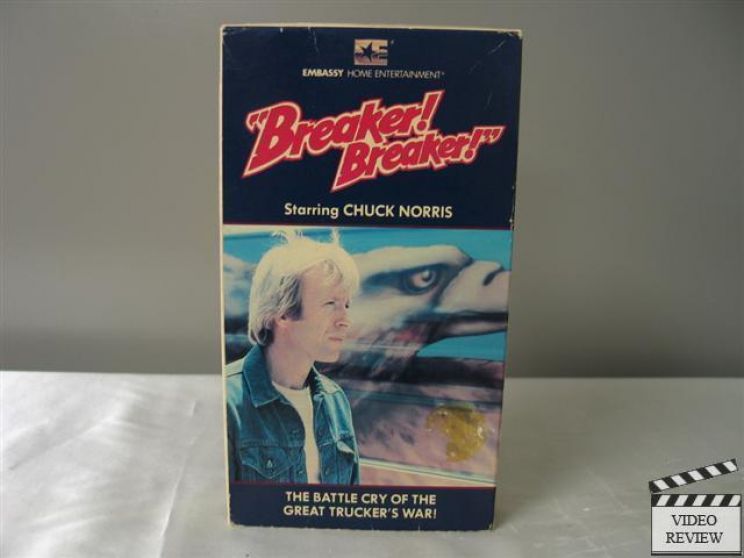 EMBASSY HOME ENTERTAINMENT
"Breaker!
Breaker!"
Starring CHUCK NORRIS
THE BATTLE CRY OF THE
GREAT TRUCKER'S WAR!
VIDEO
REVIEW